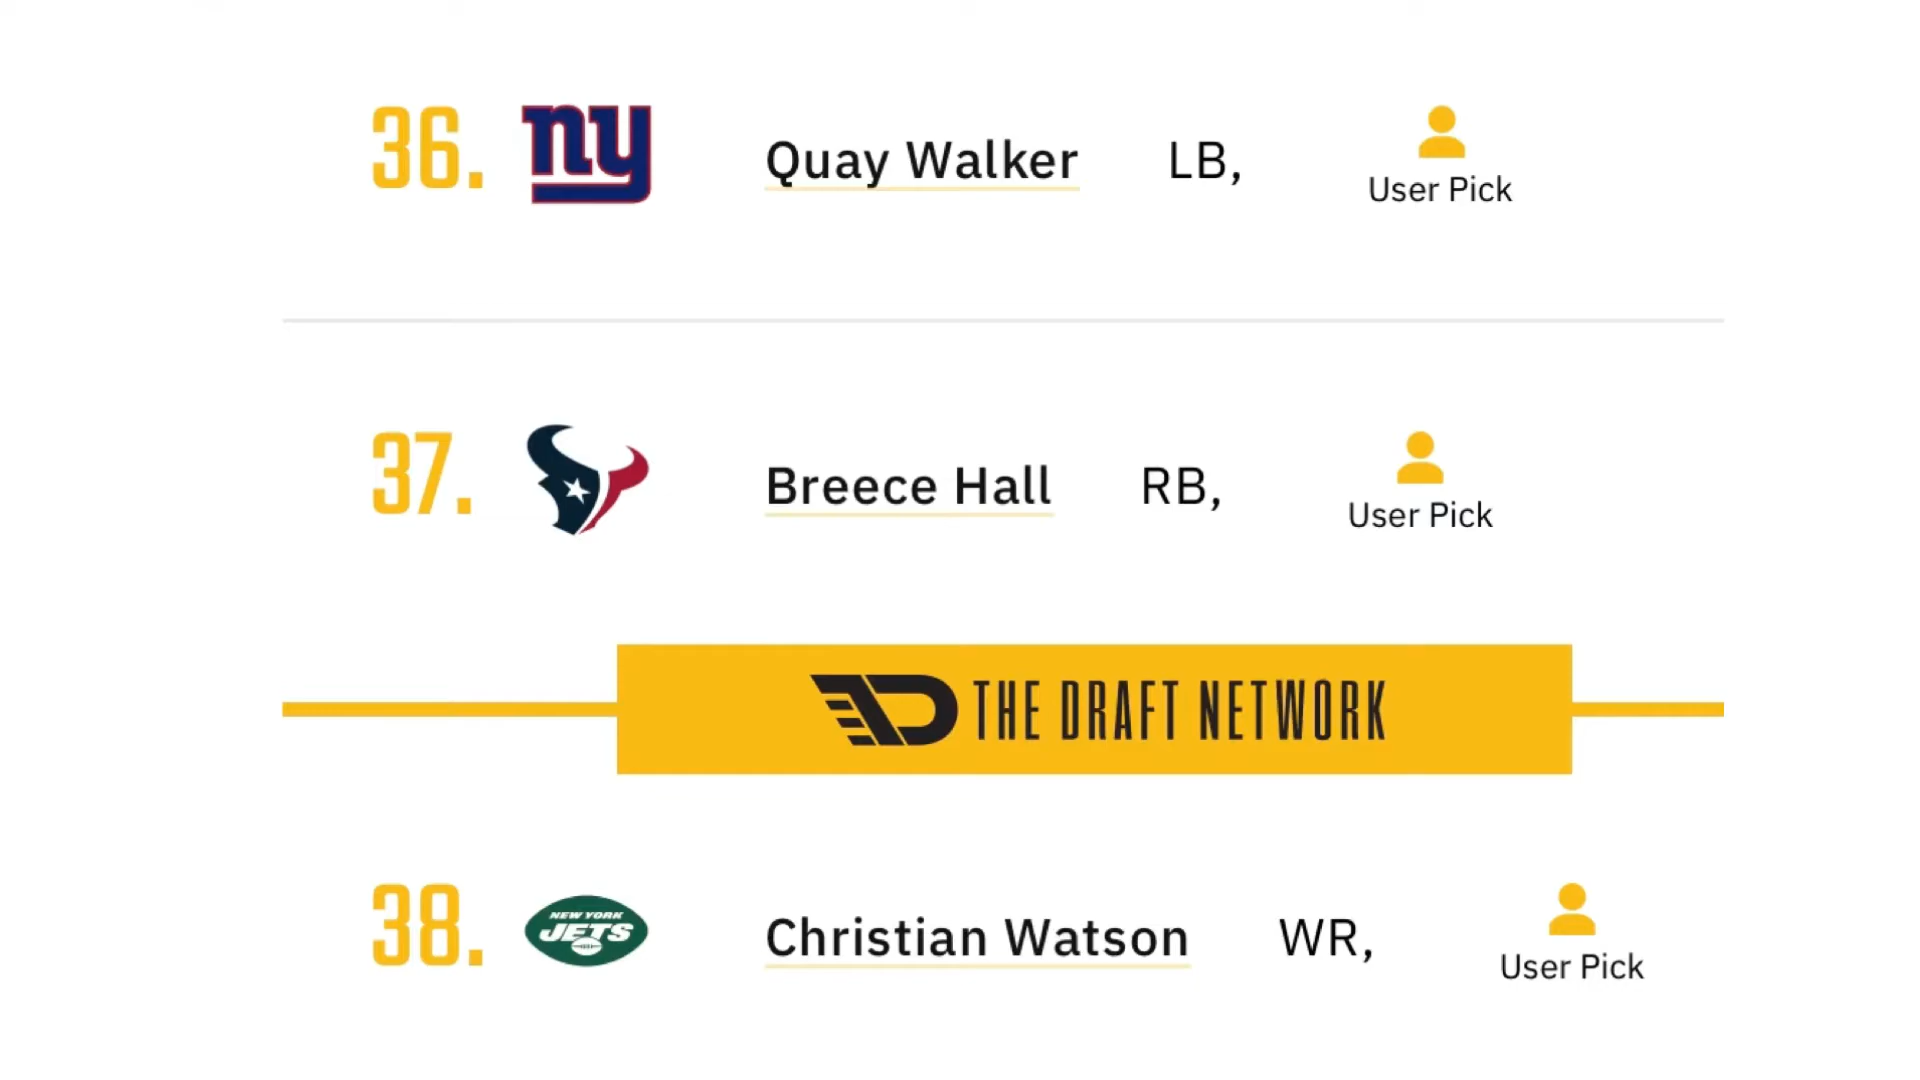 36. ny Quay Walker LB, User Pick
37. Breece Hall RB, User Pick
THE DRAFT NETWORK
38. NEW YORK JETS Christian Watson WR, User Pick